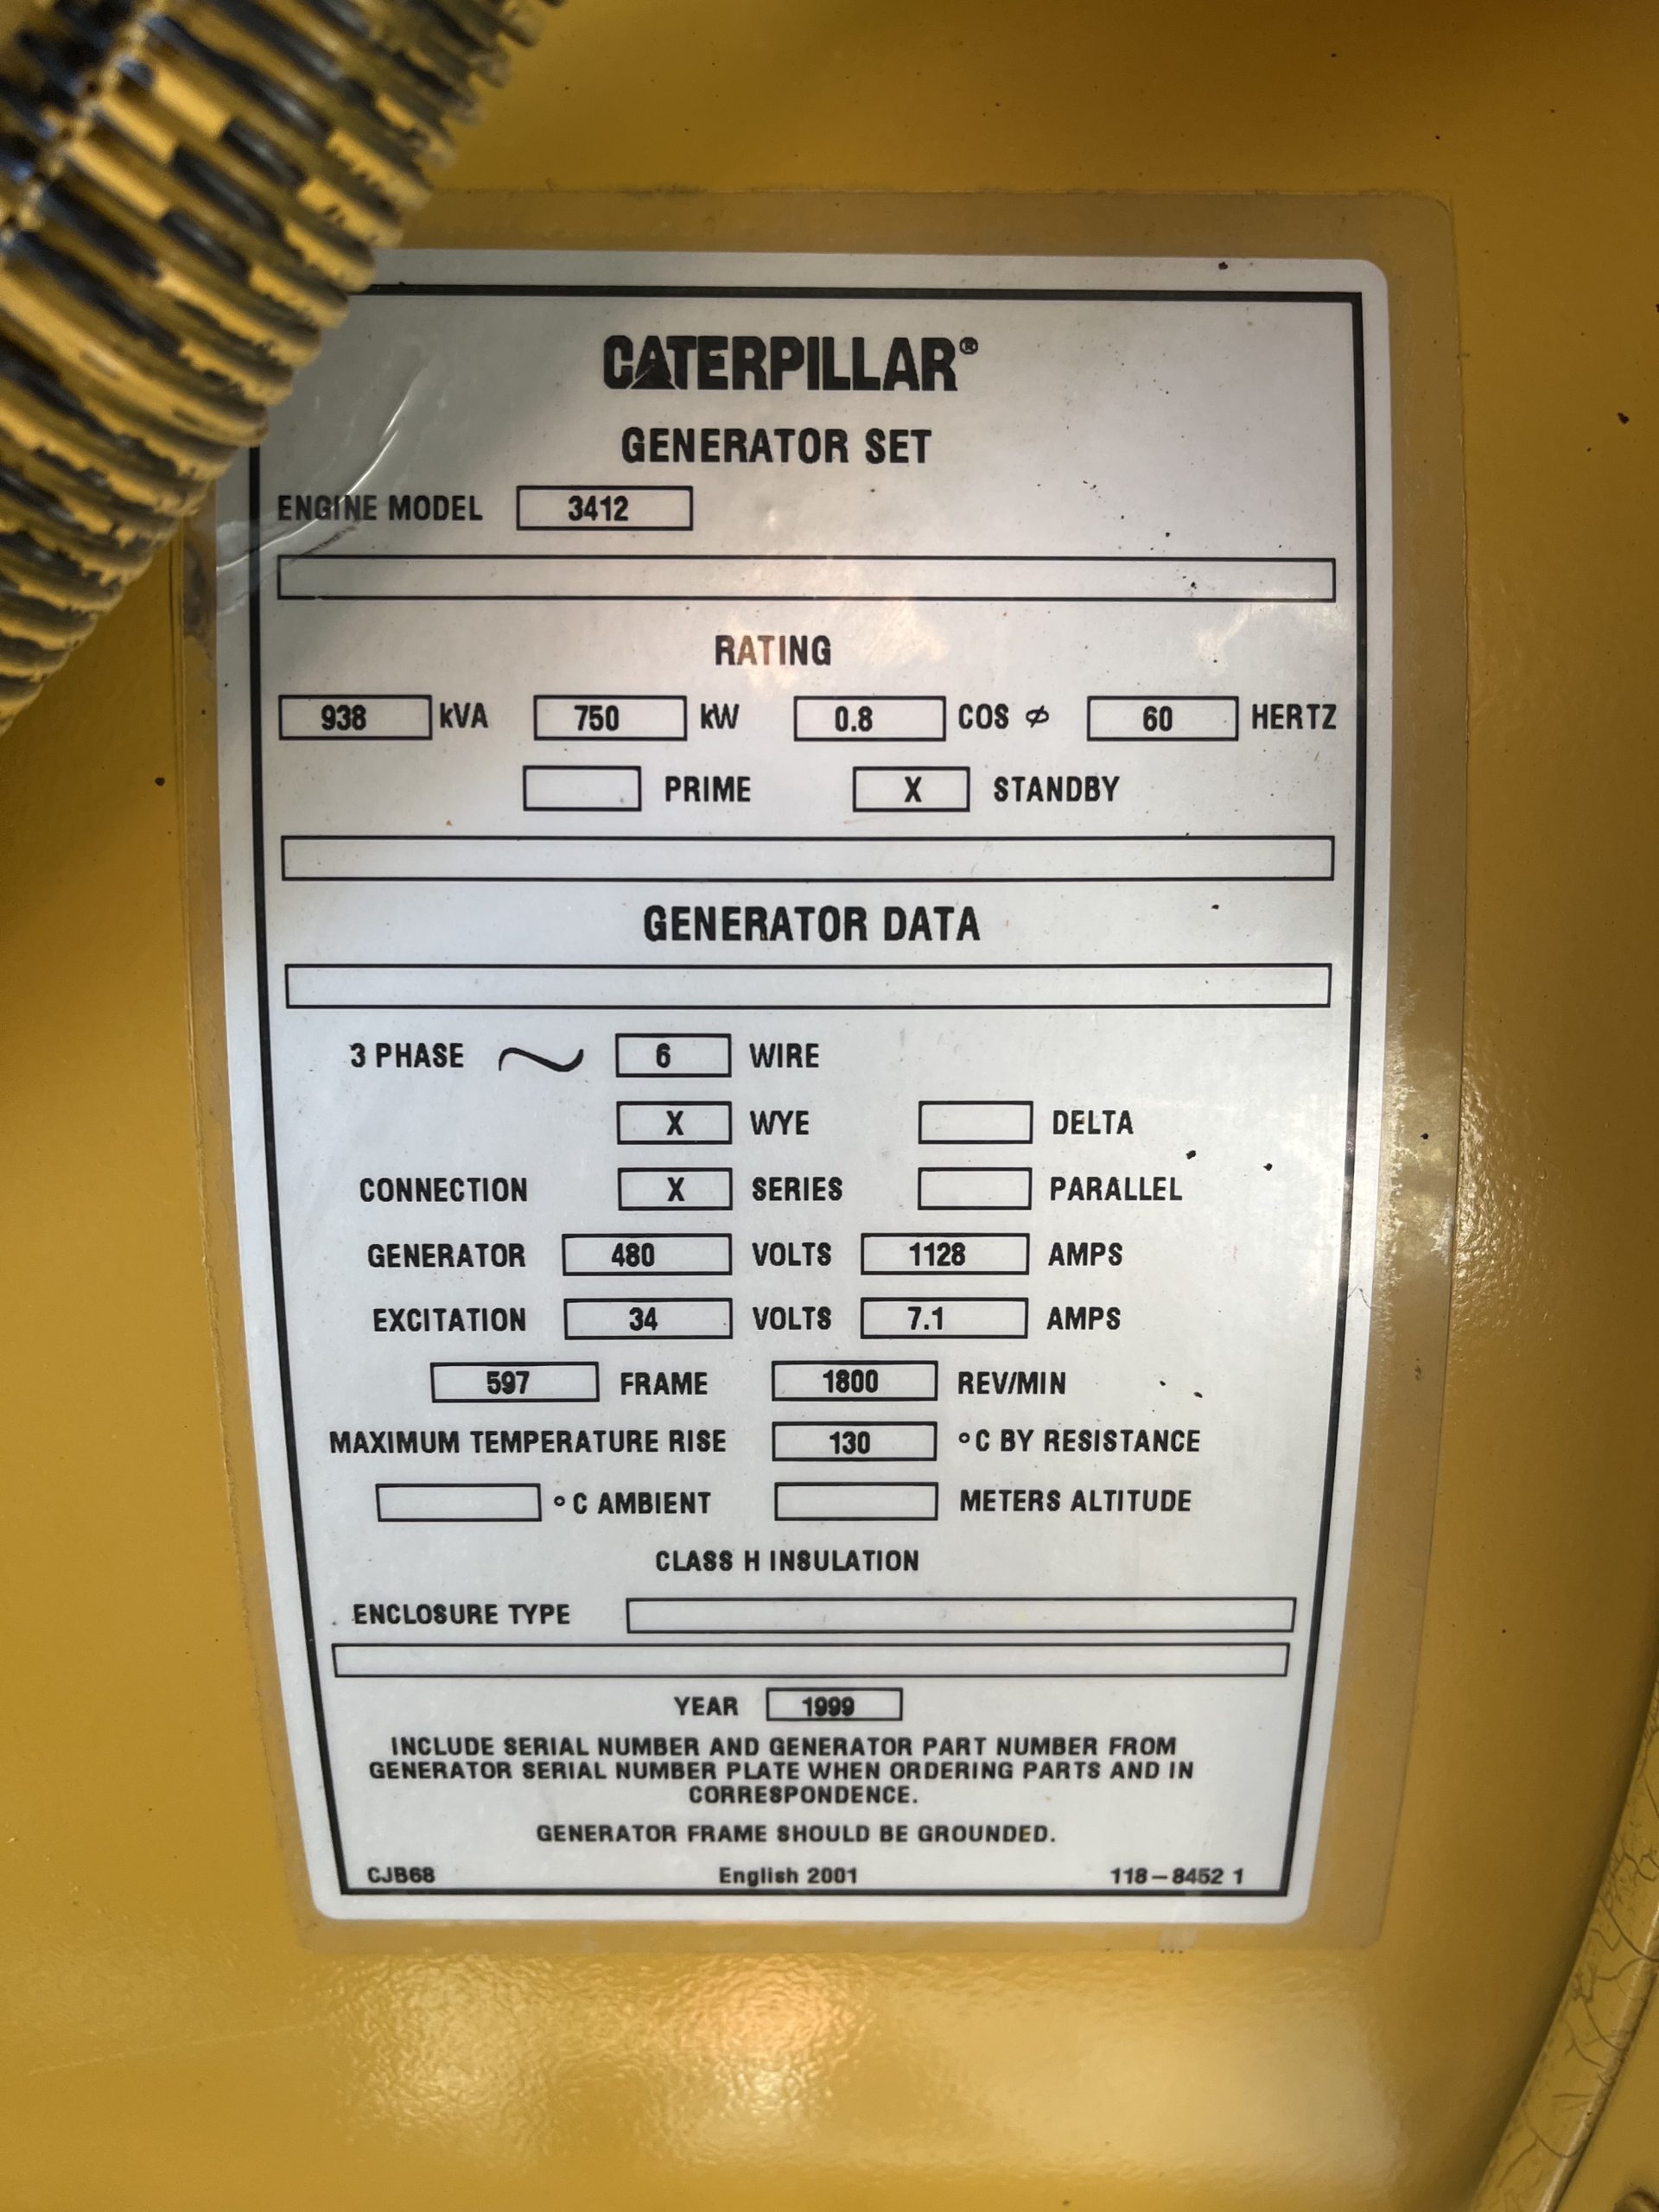 CATERPILLAR®
GENERATOR SET
ENGINE MODEL 3412
RATING
938 kVA 750 kW 0.8 COS ϕ 60 HERTZ
PRIME X STANDBY
GENERATOR DATA
3 PHASE ~ 6 WIRE
X WYE DELTA
CONNECTION X SERIES PARALLEL
GENERATOR 480 VOLTS 1128 AMPS
EXCITATION 34 VOLTS 7.1 AMPS
597 FRAME 1800 REV/MIN
MAXIMUM TEMPERATURE RISE 130 °C BY RESISTANCE
°C AMBIENT METERS ALTITUDE
CLASS H INSULATION
ENCLOSURE TYPE
YEAR 1999
INCLUDE SERIAL NUMBER AND GENERATOR PART NUMBER FROM
GENERATOR SERIAL NUMBER PLATE WHEN ORDERING PARTS AND IN
CORRESPONDENCE.
GENERATOR FRAME SHOULD BE GROUNDED.
CJB68 English 2001 118-8452 1